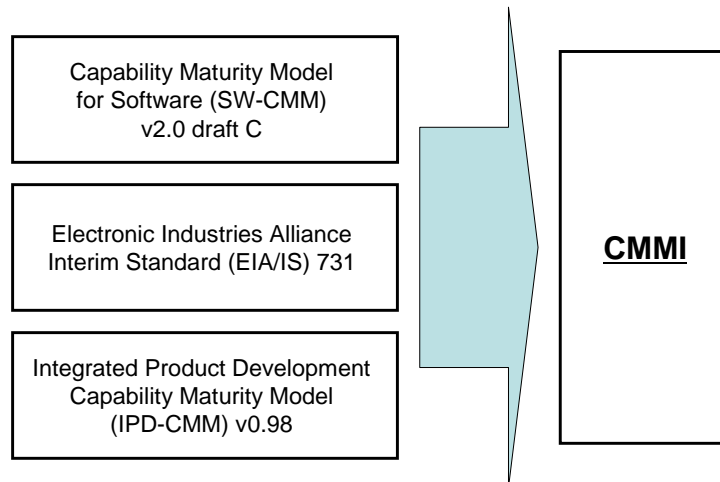 Capability Maturity Model
for Software (SW-CMM)
v2.0 draft C
Electronic Industries Alliance
Interim Standard (EIA/IS) 731
Integrated Product Development
Capability Maturity Model
(IPD-CMM) v0.98
CMMI